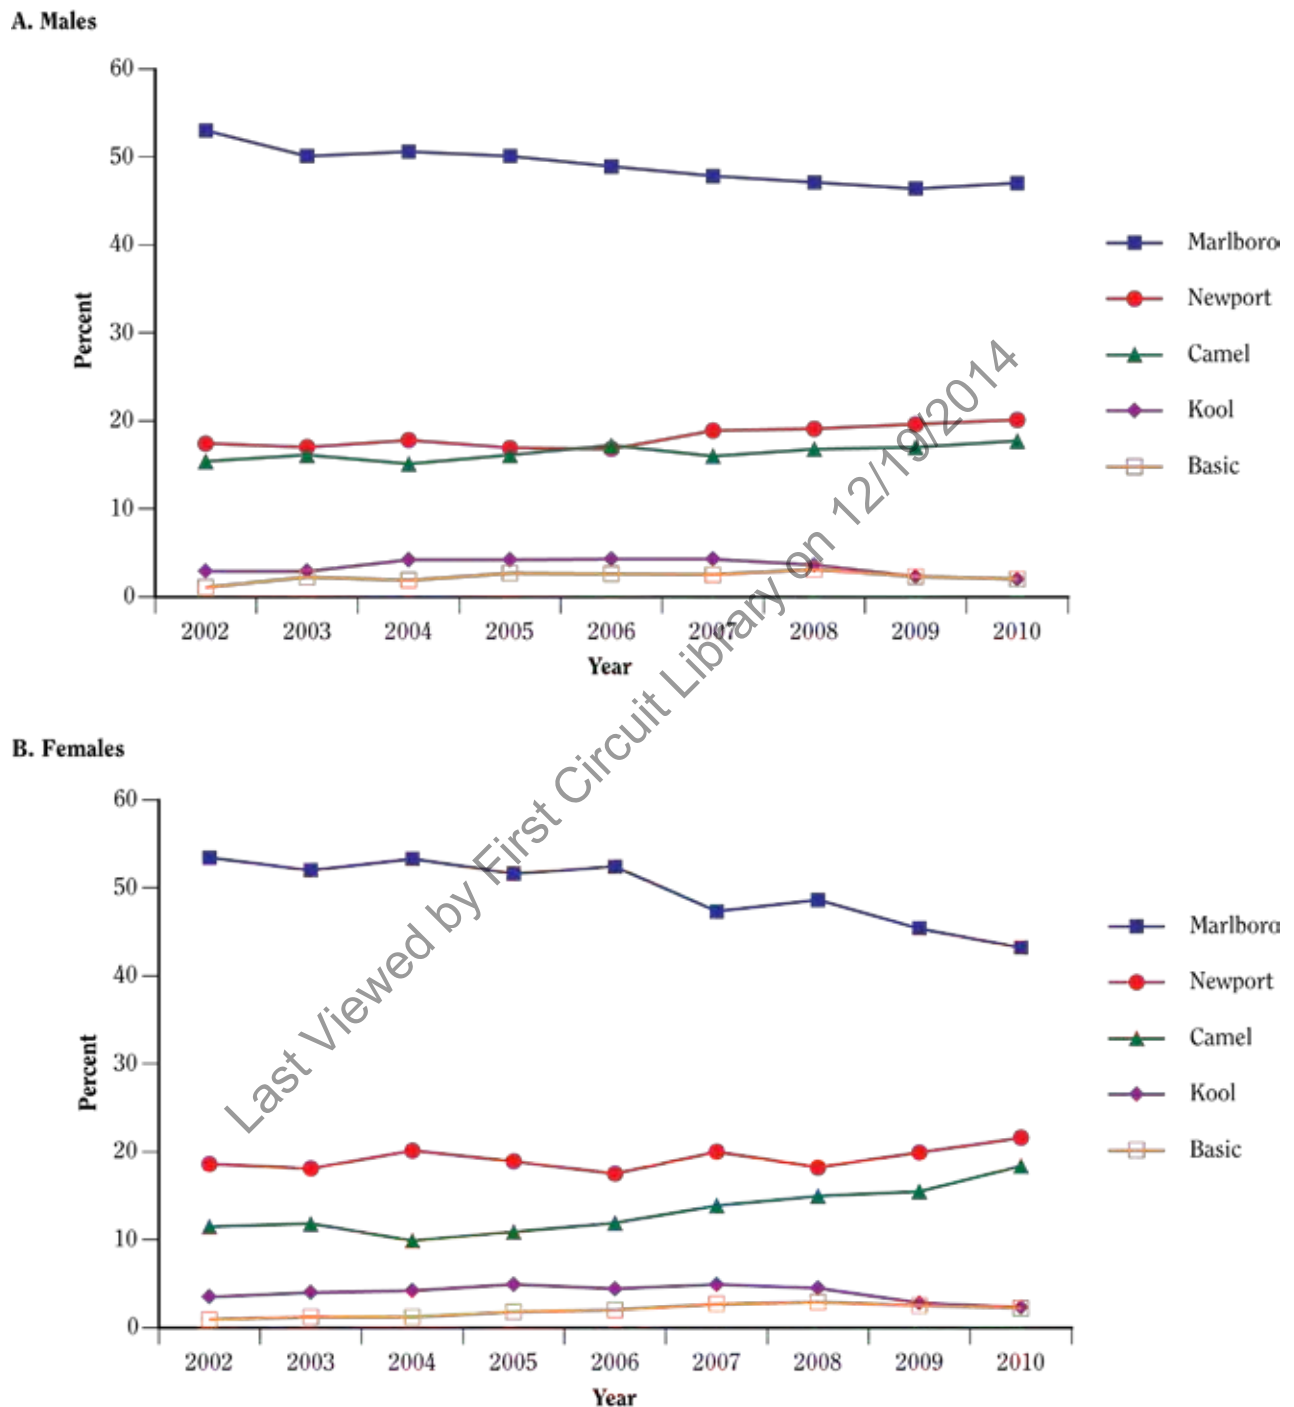 A. Males
60
50
40
30
20
10
0
Percent
2002 2003 2004 2005 2006 2007 2008 2009 2010
Year
Marlboro
Newport
Camel
Kool
Basic
B. Females
60
50
40
30
20
10
0
Percent
2002 2003 2004 2005 2006 2007 2008 2009 2010
Year
Marlboro
Newport
Camel
Kool
Basic
Last Viewed by First Circuit Library on 12/19/2014